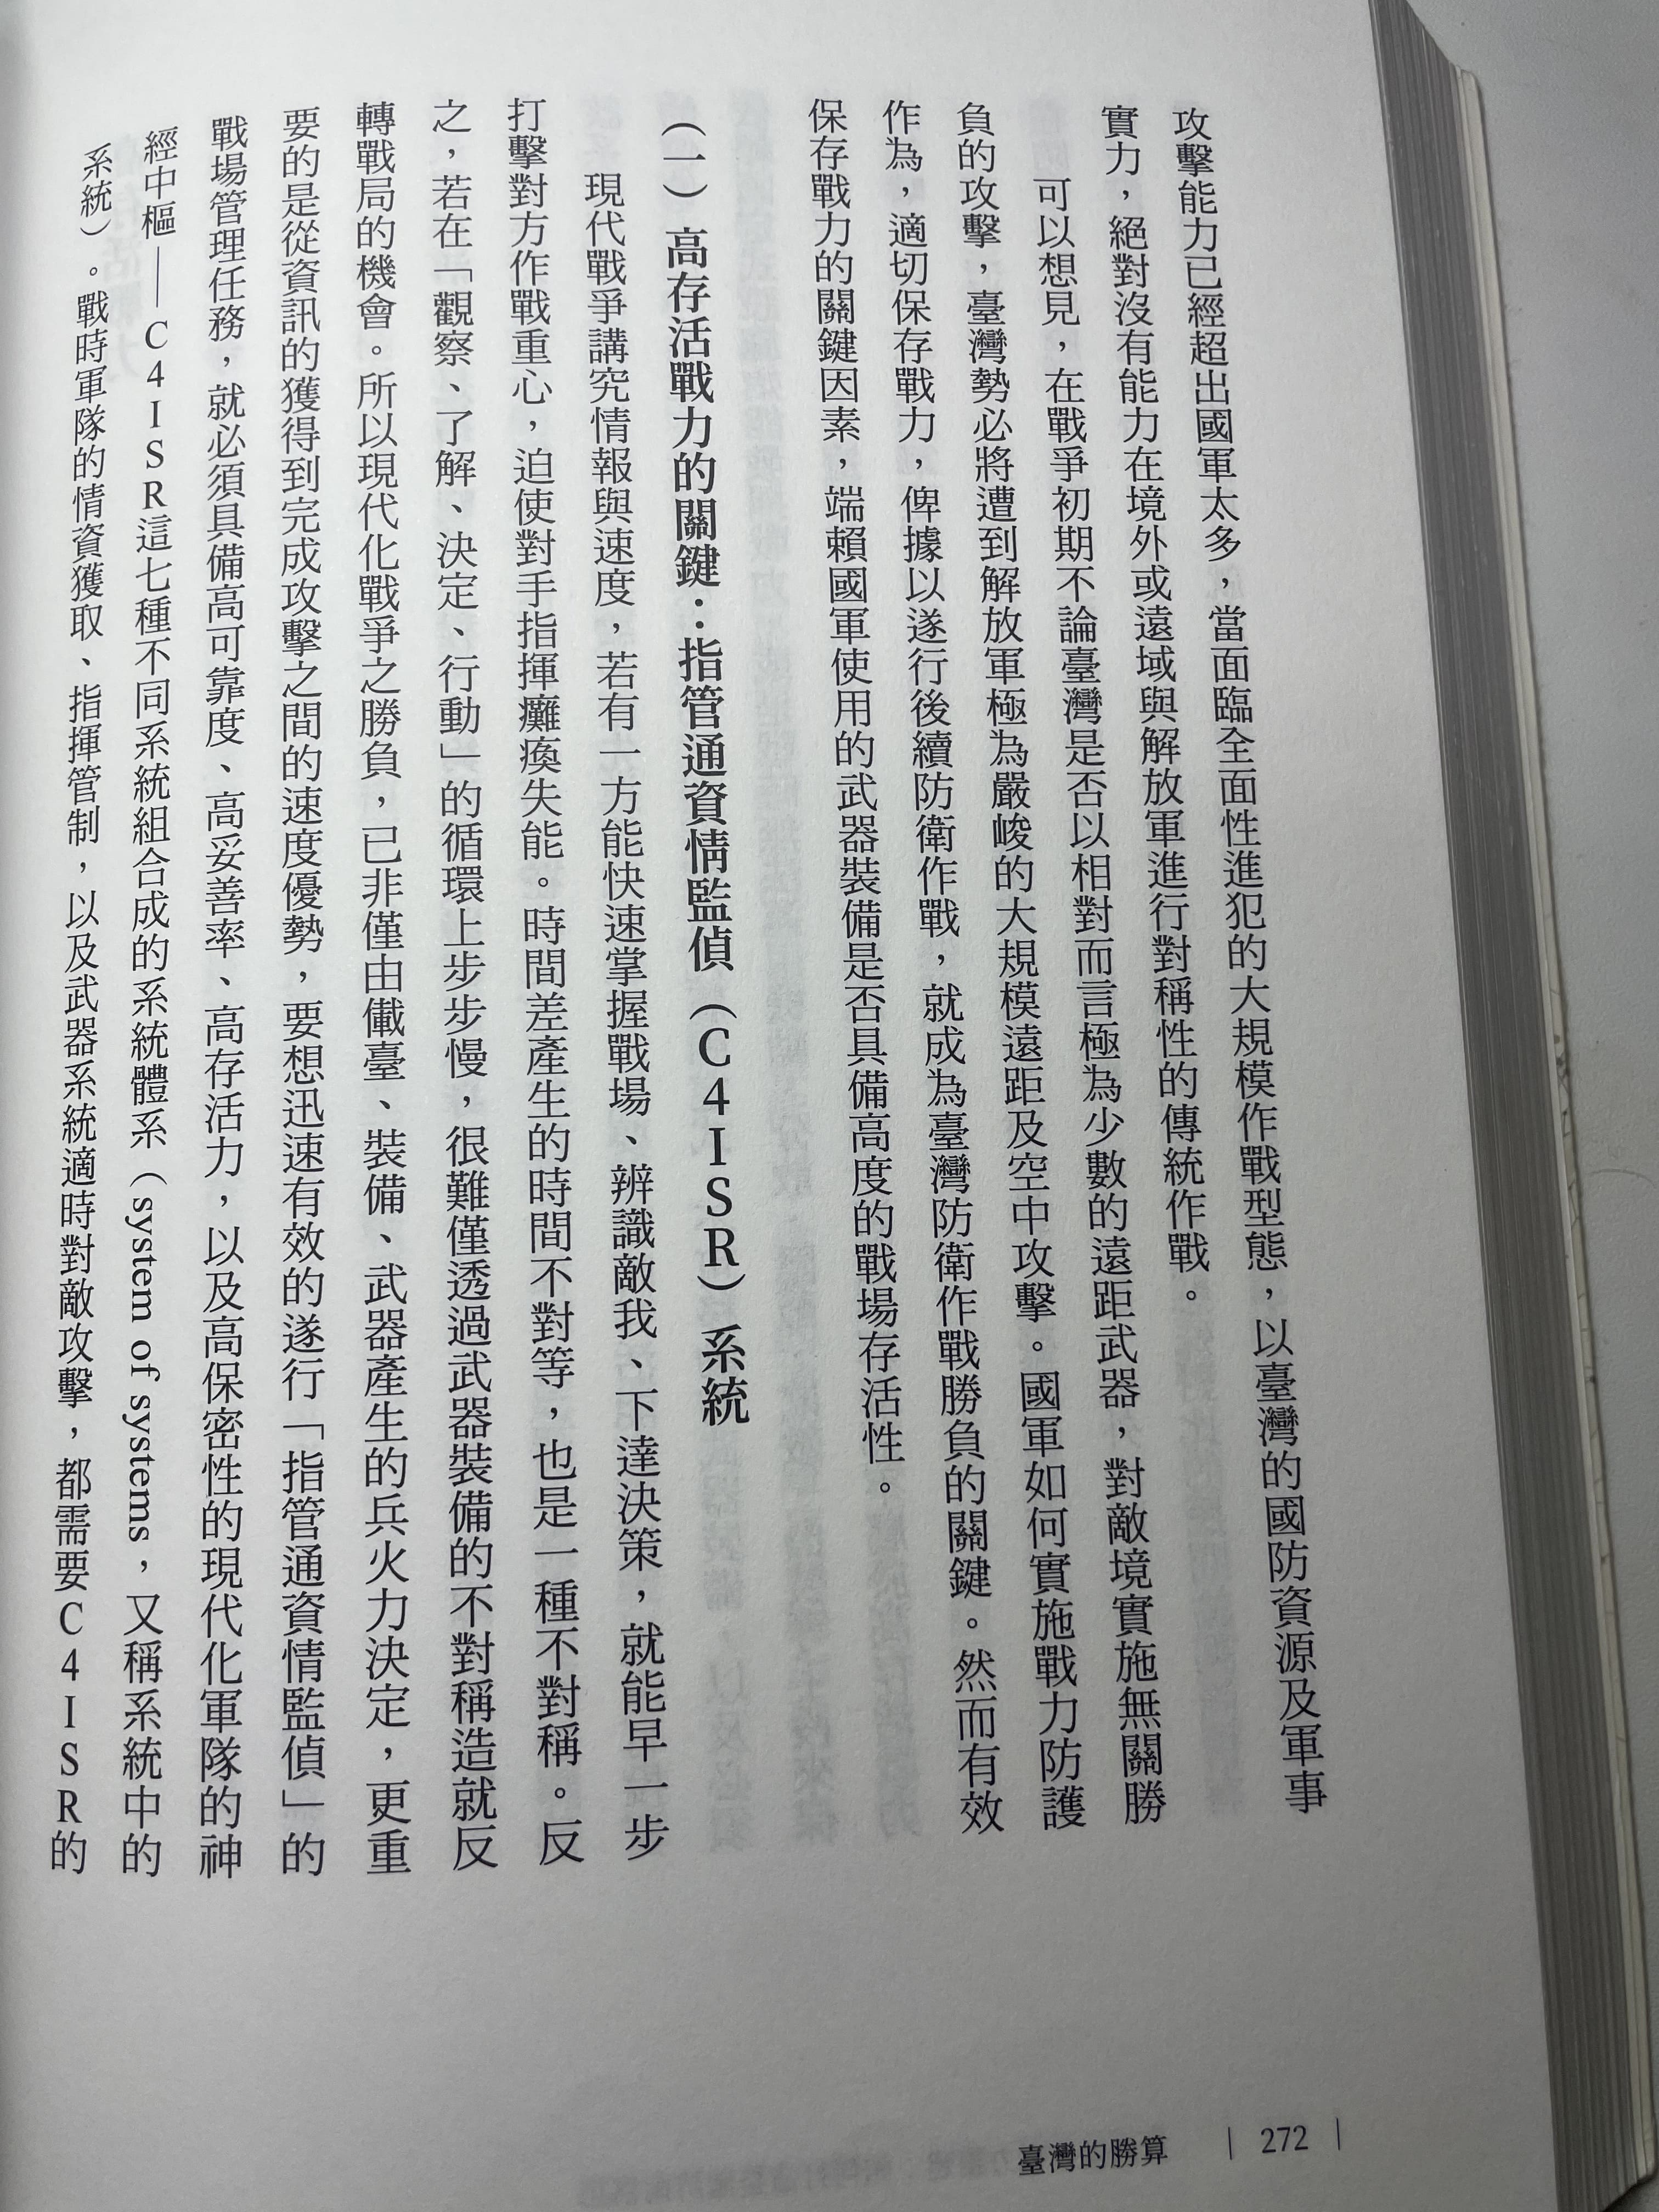 攻擊能力已經超出國軍太多，當面臨全面性進犯的大規模作戰型態，以臺灣的國防資源及軍事
實力，絕對沒有能力在境外或遠域與解放軍進行對稱性的傳統作戰。
可以想見，在戰爭初期不論臺灣是否以相對而言極為少數的遠距武器，對敵境實施無關勝
負的攻擊，臺灣勢必將遭到解放軍極為嚴峻的大規模遠距及空中攻擊。國軍如何實施戰力防護
作為，適切保存戰力，俾據以遂行後續防衛作戰，就成為臺灣防衛作戰勝負的關鍵。然而有效
保存戰力的關鍵因素，端賴國軍使用的武器裝備是否具備高度的戰場存活性。
（一）高存活戰力的關鍵：指管通資情監偵（C4ISR）系統
現代戰爭講究情報與速度，若有一方能快速掌握戰場、辨識敵我、下達決策，就能早一步
打擊對方作戰重心，迫使對手指揮癱瘓失能。時間差產生的時間不對等，也是一種不對稱。反
之，若在「觀察、了解、決定、行動」的循環上步步慢，很難僅透過武器裝備的不對稱造就反
轉戰局的機會。所以現代化戰爭之勝負，已非僅由儎臺、裝備、武器產生的兵火力決定，更重
要的是從資訊的獲得到完成攻擊之間的速度優勢，要想迅速有效的遂行「指管通資情監偵」的
戰場管理任務，就必須具備高可靠度、高妥善率、高存活力，以及高保密性的現代化軍隊的神
經中樞——C4ISR這七種不同系統組合成的系統體系（system of systems，又稱系統中的
系統）。戰時軍隊的情資獲取、指揮管制，以及武器系統適時對敵攻擊，都需要C4ISR的
臺灣的勝算 | 272 |